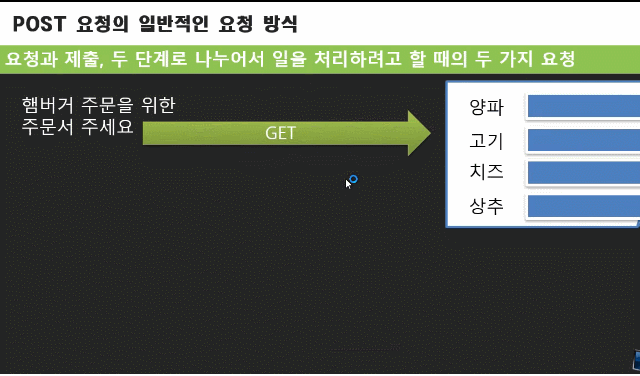 POST 요청의 일반적인 요청 방식
요청과 제출, 두 단계로 나누어서 일을 처리하려고 할 때의 두 가지 요청
햄버거 주문을 위한
주문서 주세요
GET
양파
고기
치즈
상추